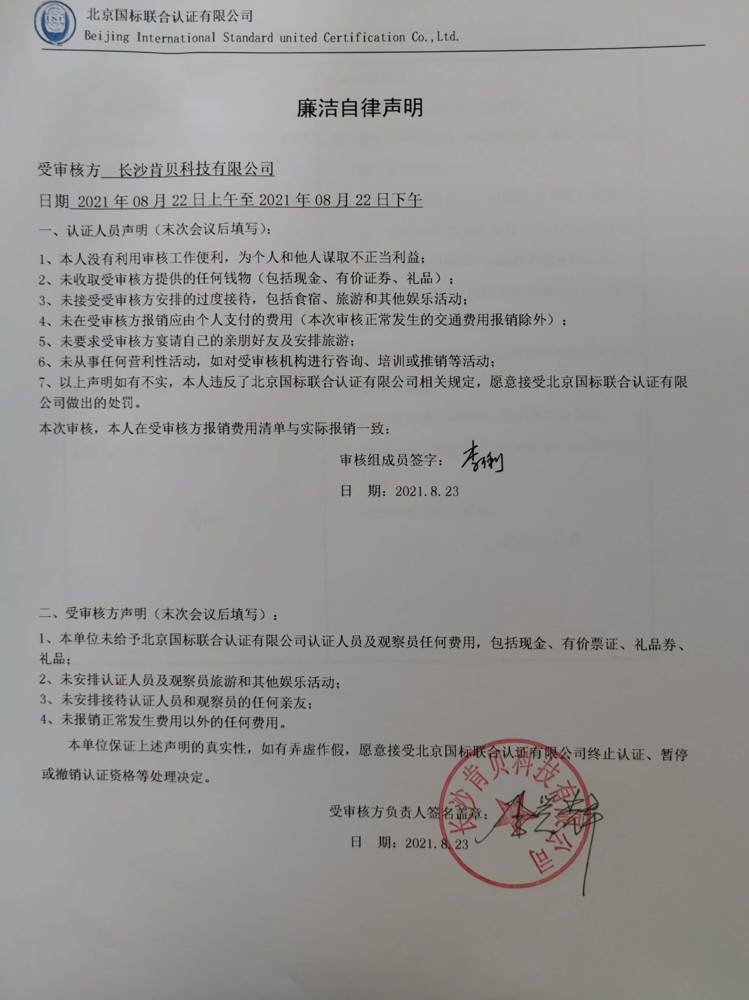 ISC
北京国标联合认证有限公司
Beijing International Standard united Certification Co.,Ltd.
廉洁自律声明
受审核方 长沙肯贝科技有限公司
日期 2021 年 08 月 22 日上午至 2021 年 08 月 22 日下午
一、认证人员声明（末次会议后填写）：
1、本人没有利用审核工作便利，为个人和他人谋取不正当利益；
2、未收取受审核方提供的任何钱物（包括现金、有价证券、礼品）；
3、未接受受审核方安排的过度接待，包括食宿、旅游和其他娱乐活动；
4、未在受审核方报销应由个人支付的费用（本次审核正常发生的交通费用报销除外）；
5、未要求受审核方宴请自己的亲朋好友及安排旅游；
6、未从事任何营利性活动，如对受审核机构进行咨询、培训或推销等活动；
7、以上声明如有不实，本人违反了北京国标联合认证有限公司相关规定，愿意接受北京国标联合认证有限
公司做出的处罚。
本次审核，本人在受审核方报销费用清单与实际报销一致：
审核组成员签字：
日 期：2021.8.23
二、受审核方声明（末次会议后填写）：
1、本单位未给予北京国标联合认证有限公司认证人员及观察员任何费用，包括现金、有价票证、礼品券、
礼品；
2、未安排认证人员及观察员旅游和其他娱乐活动；
3、未安排接待认证人员和观察员的任何亲友；
4、未报销正常发生费用以外的任何费用。
本单位保证上述声明的真实性，如有弄虚作假，愿意接受北京国标联合认证有限公司终止认证、暂停
或撤销认证资格等处理决定。
长沙肯贝科技有限公司
受审核方负责人签名盖章：
日 期：2021.8.23